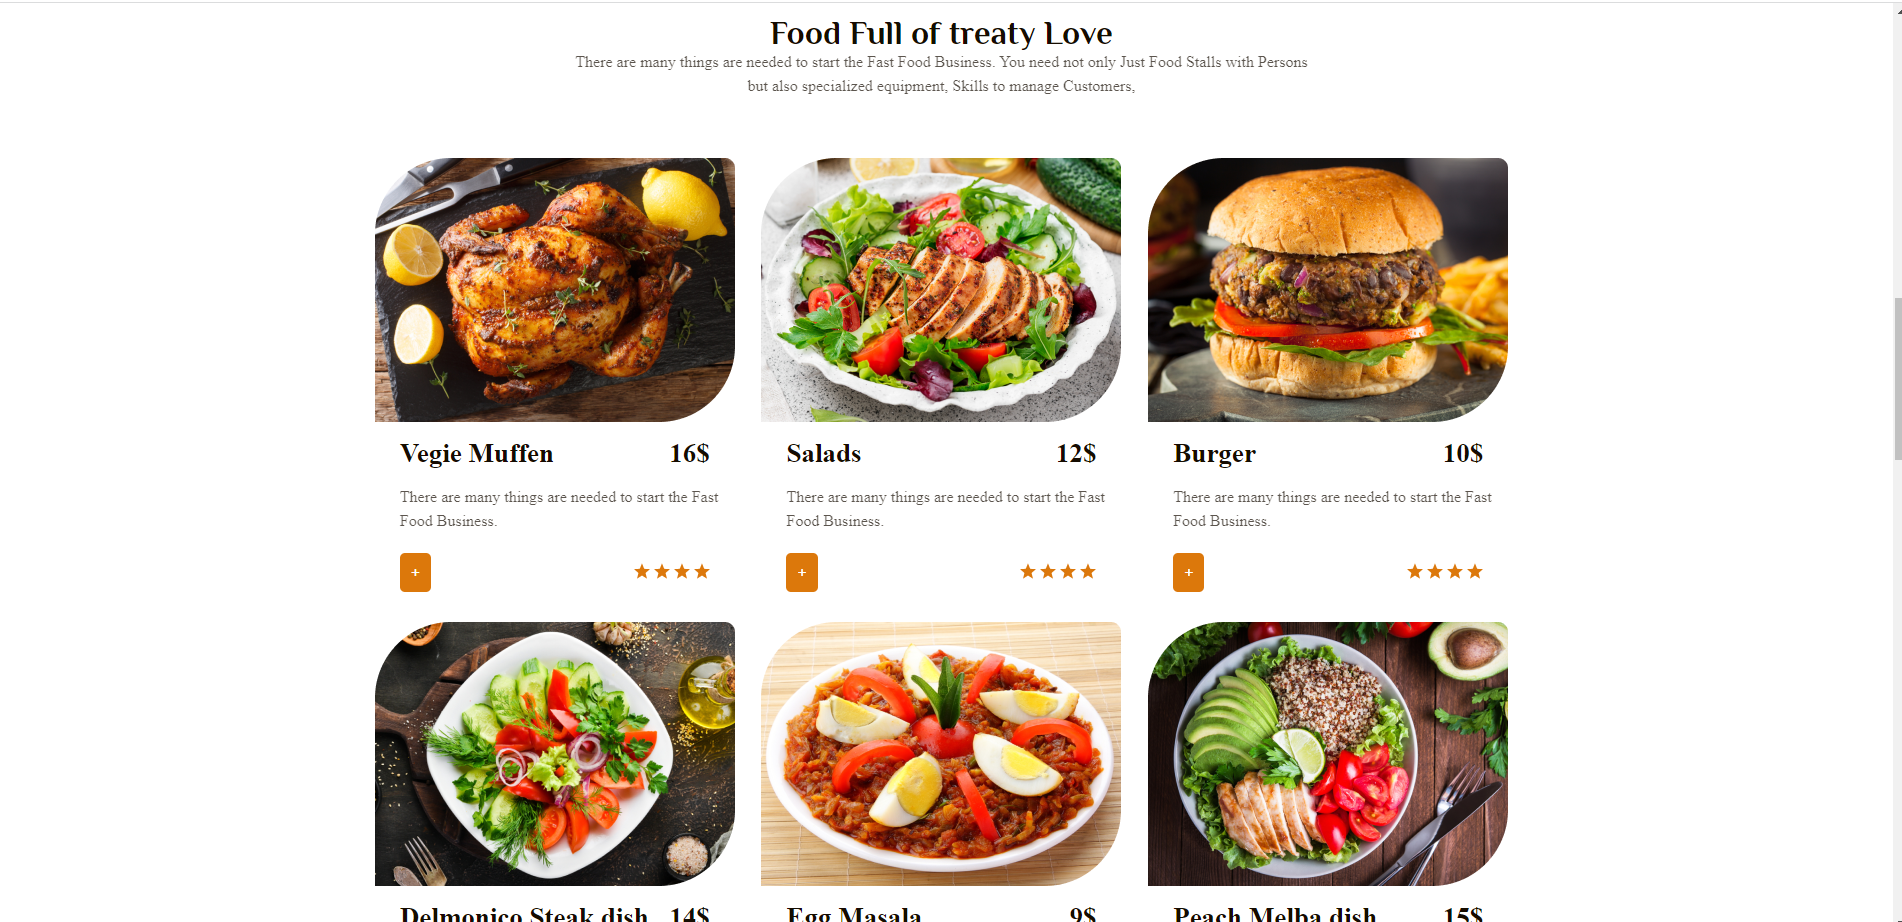 Food Full of treaty Love
There are many things are needed to start the Fast Food Business. You need not only Just Food Stalls with Persons
but also specialized equipment, Skills to manage Customers,
Vegie Muffen 16$
There are many things are needed to start the Fast
Food Business.
+
Salads 12$
There are many things are needed to start the Fast
Food Business.
+
Burger 10$
There are many things are needed to start the Fast
Food Business.
+
Delmonico Steak dish 14$
Egg Masala 9$
Peach Melba dish 15$